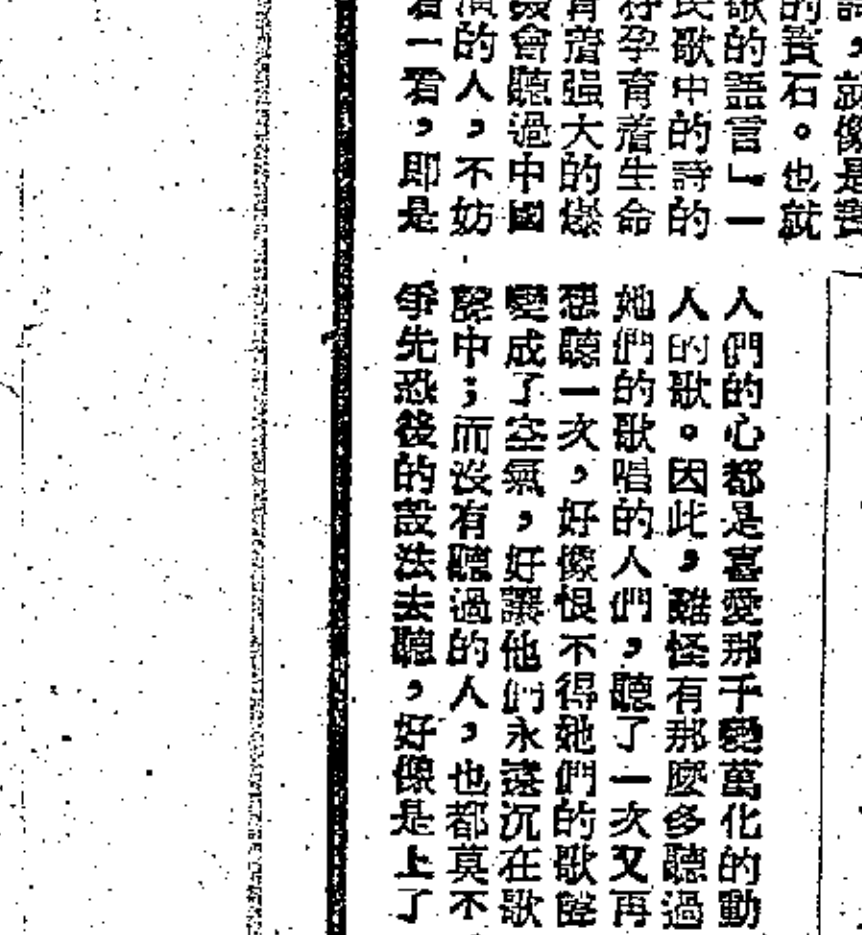 ，就像是
的寶石。也就
歌的語言」一
民歌中的詩的
孕育着生命
育着强大的爆
會聽過中國
的人，不妨
看一看，即是
人們的心都是喜愛那千變萬化的動
人的歌。因此，難怪有那麼多聽過
她們的歌唱的人們，聽了一次又再
想聽一次，好像恨不得她們的歌聲
變成了空氣，好讓他們永遠沉在歌
聲中；而沒有聽過的人，也都莫不
爭先恐後的設法去聽，好像是上了